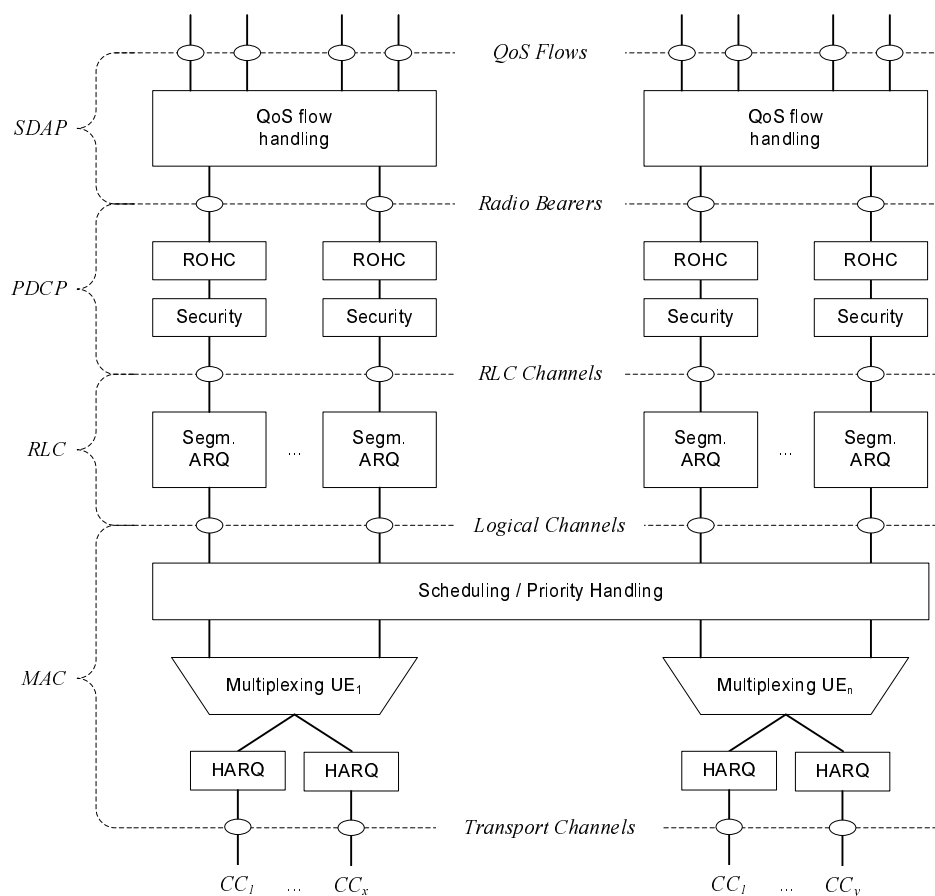 QoS Flows
SDAP
QoS flow
handling
QoS flow
handling
Radio Bearers
PDCP
ROHC
ROHC
ROHC
ROHC
Security
Security
Security
Security
RLC Channels
RLC
Segm.
ARQ
...
Segm.
ARQ
Segm.
ARQ
...
Segm.
ARQ
Logical Channels
MAC
Scheduling / Priority Handling
Multiplexing UE1
Multiplexing UEn
HARQ
HARQ
HARQ
HARQ
Transport Channels
CC1 ... CCx
CC1 ... CCy